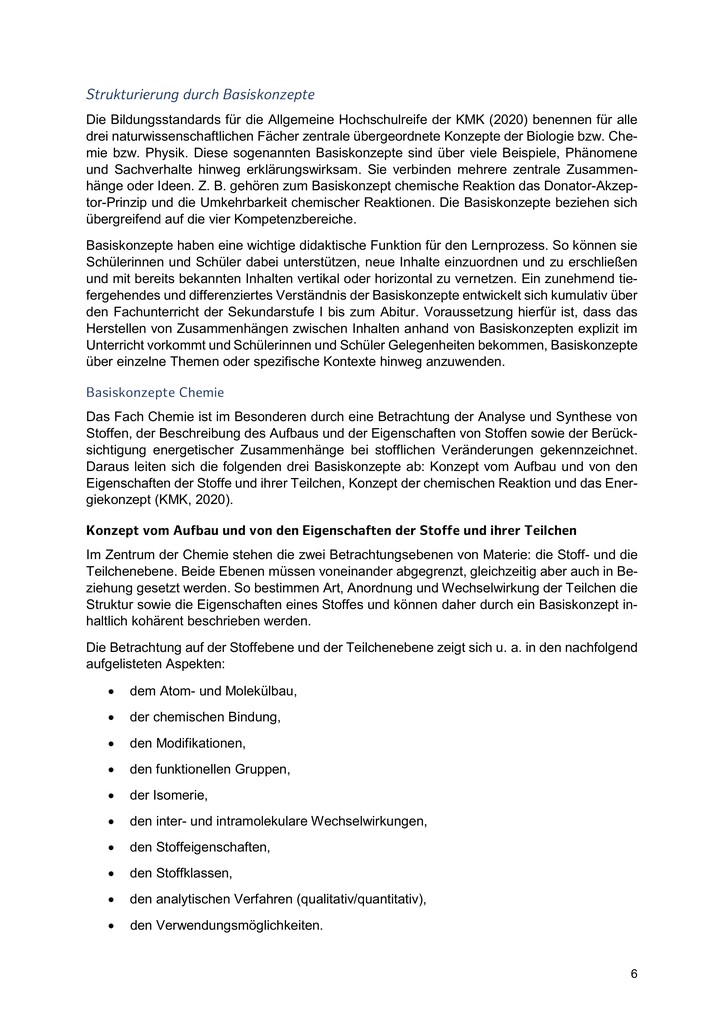 Strukturierung durch Basiskonzepte
Die Bildungsstandards für die Allgemeine Hochschulreife der KMK (2020) benennen für alle
drei naturwissenschaftlichen Fächer zentrale übergeordnete Konzepte der Biologie bzw. Che-
mie bzw. Physik. Diese sogenannten Basiskonzepte sind über viele Beispiele, Phänomene
und Sachverhalte hinweg erklärungswirksam. Sie verbinden mehrere zentrale Zusammen-
hänge oder Ideen. Z. B. gehören zum Basiskonzept chemische Reaktion das Donator-Akzep-
tor-Prinzip und die Umkehrbarkeit chemischer Reaktionen. Die Basiskonzepte beziehen sich
übergreifend auf die vier Kompetenzbereiche.
Basiskonzepte haben eine wichtige didaktische Funktion für den Lernprozess. So können sie
Schülerinnen und Schüler dabei unterstützen, neue Inhalte einzuordnen und zu erschließen
und mit bereits bekannten Inhalten vertikal oder horizontal zu vernetzen. Ein zunehmend tie-
fergehendes und differenziertes Verständnis der Basiskonzepte entwickelt sich kumulativ über
den Fachunterricht der Sekundarstufe I bis zum Abitur. Voraussetzung hierfür ist, dass das
Herstellen von Zusammenhängen zwischen Inhalten anhand von Basiskonzepten explizit im
Unterricht vorkommt und Schülerinnen und Schüler Gelegenheiten bekommen, Basiskonzepte
über einzelne Themen oder spezifische Kontexte hinweg anzuwenden.
Basiskonzepte Chemie
Das Fach Chemie ist im Besonderen durch eine Betrachtung der Analyse und Synthese von
Stoffen, der Beschreibung des Aufbaus und der Eigenschaften von Stoffen sowie der Berück-
sichtigung energetischer Zusammenhänge bei stofflichen Veränderungen gekennzeichnet.
Daraus leiten sich die folgenden drei Basiskonzepte ab: Konzept vom Aufbau und von den
Eigenschaften der Stoffe und ihrer Teilchen, Konzept der chemischen Reaktion und das Ener-
giekonzept (KMK, 2020).
Konzept vom Aufbau und von den Eigenschaften der Stoffe und ihrer Teilchen
Im Zentrum der Chemie stehen die zwei Betrachtungsebenen von Materie: die Stoff- und die
Teilchenebene. Beide Ebenen müssen voneinander abgegrenzt, gleichzeitig aber auch in Be-
ziehung gesetzt werden. So bestimmen Art, Anordnung und Wechselwirkung der Teilchen die
Struktur sowie die Eigenschaften eines Stoffes und können daher durch ein Basiskonzept in-
haltlich kohärent beschrieben werden.
Die Betrachtung auf der Stoffebene und der Teilchenebene zeigt sich u. a. in den nachfolgend
aufgelisteten Aspekten:
• dem Atom- und Molekülbau,
• der chemischen Bindung,
• den Modifikationen,
• den funktionellen Gruppen,
• der Isomerie,
• den inter- und intramolekulare Wechselwirkungen,
• den Stoffeigenschaften,
• den Stoffklassen,
• den analytischen Verfahren (qualitativ/quantitativ),
• den Verwendungsmöglichkeiten.
6